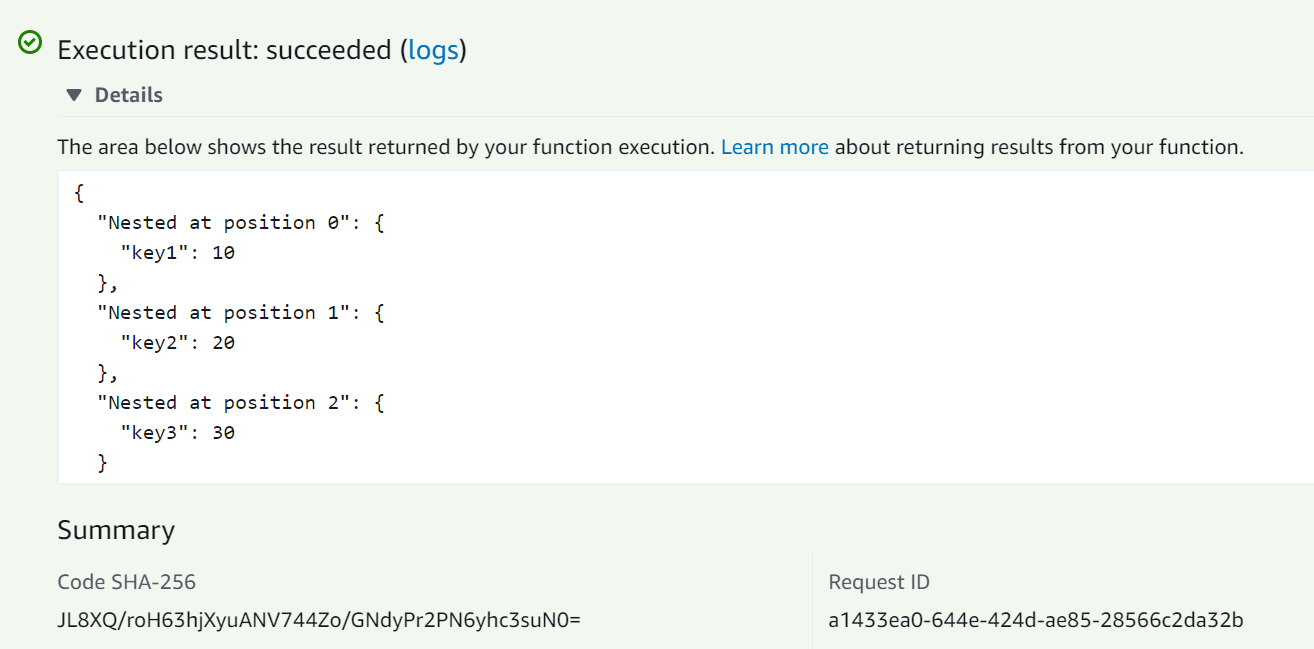 Execution result: succeeded (logs)
Details
The area below shows the result returned by your function execution. Learn more about returning results from your function.
{
"Nested at position 0": {
"key1": 10
},
"Nested at position 1": {
"key2": 20
},
"Nested at position 2": {
"key3": 30
}
Summary
Code SHA-256
Request ID
JL8XQ/roH63hjXyuANV744Zo/GNdyPr2PN6yhc3suN0=
a1433ea0-644e-424d-ae85-28566c2da32b